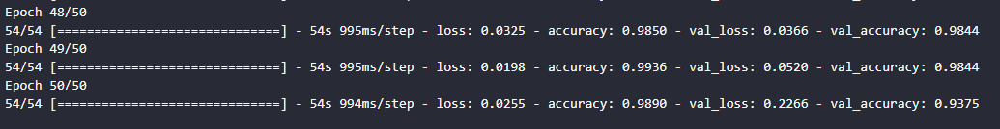 Epoch 48/50
54/54 [==============================] - 54s 995ms/step - loss: 0.0325 - accuracy: 0.9850 - val_loss: 0.0366 - val_accuracy: 0.9844
Epoch 49/50
54/54 [==============================] - 54s 995ms/step - loss: 0.0198 - accuracy: 0.9936 - val_loss: 0.0520 - val_accuracy: 0.9844
Epoch 50/50
54/54 [==============================] - 54s 994ms/step - loss: 0.0255 - accuracy: 0.9890 - val_loss: 0.2266 - val_accuracy: 0.9375